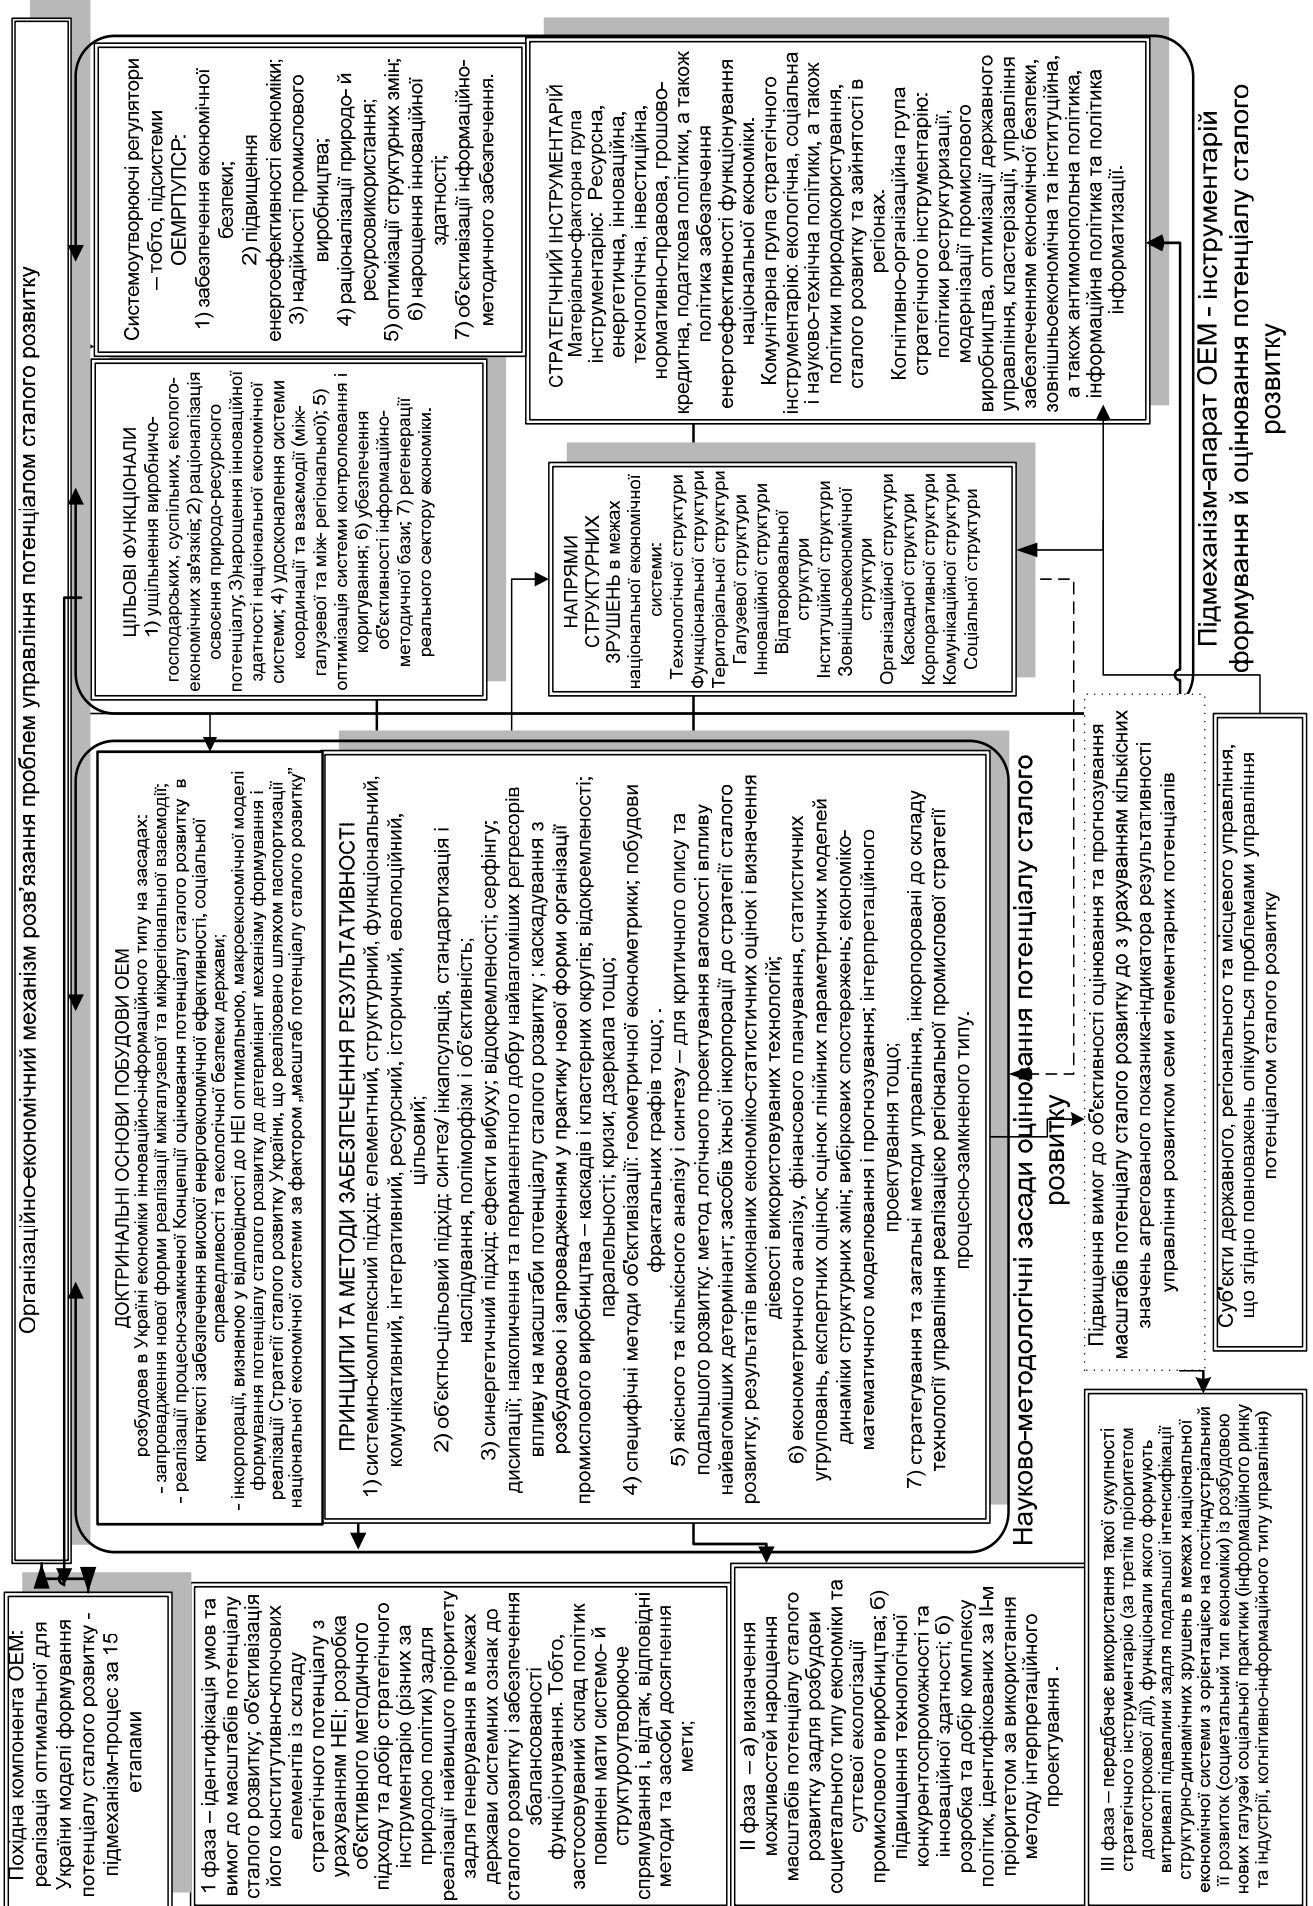 Організаційно-економічний механізм розв'язання проблем управління потенціалом сталого розвитку
Похідна компонента ОЕМ:
реалізація оптимальної для
України моделі формування
потенціалу сталого розвитку -
підмеханізм-процес за 15
етапами
1 фаза – ідентифікація умов та
вимог до масштабів потенціалу
сталого розвитку; об'єктивізація
його конститутивно-ключових
елементів із складу
стратегічного потенціалу з
урахуванням НЕІ; розробка
об'єктивного методичного
підходу та добір стратегічного
інструментарію (різних за
природою політик) задля
реалізації найвищого пріоритету
задля генерування в межах
держави системних ознак до
сталого розвитку і забезпечення
збалансованості
функціонування. Тобто,
застосовуваний склад політик
повинен мати системо- й
структуроутворююче
спрямування і, відтак, відповідні
методи та засоби досягнення
мети;
ІІ фаза – а) визначення
можливостей нарощення
масштабів потенціалу сталого
розвитку задля розбудови
социетального типу економіки та
суттєвої екологізації
промислового виробництва; б)
підвищення технологічної
конкурентоспроможності та
інноваційної здатності; б)
розробка та добір комплексу
політик, ідентифікованих за ІІ-м
пріоритетом за використання
методу інтерпретаційного
проектування .
ІІІ фаза – передбачає використання такої сукупності
стратегічного інструментарію (за третім пріоритетом
довгострокової дії), функціонали якого формують
витривалі підвалини задля подальшої інтенсифікації
структурно-динамічних зрушень в межах національної
економічної системи з орієнтацією на постіндустріальний
її розвиток (социетальний тип економіки) із розбудовою
нових галузей соціальної практики (інформаційного ринку
та індустрії, когнітивно-інформаційного типу управління)
ДОКТРИНАЛЬНІ ОСНОВИ ПОБУДОВИ ОЕМ
розбудова в Україні економіки інноваційно-інформаційного типу на засадах:
- запровадження нової форми реалізації міжгалузевої та міжрегіональної взаємодії;
- реалізації процесно-замкненої Концепції оцінювання потенціалу сталого розвитку в
контексті забезпечення високої енергоекономічної ефективності, соціальної
справедливості та екологічної безпеки держави;
- інкорпорації, визнаною у відповідності до НЕІ оптимальною, макроекономічної моделі
формування потенціалу сталого розвитку до детермінант механізму формування і
реалізації Стратегії сталого розвитку України, що реалізовано шляхом паспортизації
національної економічної системи за фактором „масштаб потенціалу сталого розвитку”
ПРИНЦИПИ ТА МЕТОДИ ЗАБЕЗПЕЧЕННЯ РЕЗУЛЬТАТИВНОСТІ
1) системно-комплексний підхід: елементний, структурний, функціональний,
комунікативний, інтегративний, ресурсний, історичний, еволюційний,
цільовий;
2) об'єктно-цільовий підхід: синтез/ інкапсуляція, стандартизація і
наслідування, поліморфізм і об'єктивність;
3) синергетичний підхід: ефекти вибуху; відокремленості; серфінгу;
дисипації; накопичення та перманентного добру найвагоміших регресорів
впливу на масштаби потенціалу сталого розвитку ; каскадування з
розбудовою і запровадженням у практику нової форми організації
промислового виробництва – каскадів і кластерних округів; відокремленості;
паралельності; кризи; дзеркала тощо;
4) специфічні методи об'єктивізації: геометричної економетрики; побудови
фрактальних графів тощо; .
5) якісного та кількісного аналізу і синтезу – для критичного опису та
подальшого розвитку: метод логічного проектування вагомості впливу
найвагоміших детермінант; засобів їхньої інкорпорації до стратегії сталого
розвитку; результатів виконаних економіко-статистичних оцінок і визначення
дієвості використовуваних технологій;
6) економетричного аналізу, фінансового планування, статистичних
угруповань, експертних оцінок; оцінок лінійних параметричних моделей
динаміки структурних змін; вибіркових спостережень; економіко-
математичного моделювання і прогнозування; інтерпретаційного
проектування тощо;
7) стратегування та загальні методи управління, інкорпоровані до складу
технології управління реалізацією регіональної промислової стратегії
процесно-замкненого типу.
Науково-методологічні засади оцінювання потенціалу сталого
розвитку
Підвищення вимог до об'єктивності оцінювання та прогнозування
масштабів потенціалу сталого розвитку до з урахуванням кількісних
значень агрегованого показника-індикатора результативності
управління розвитком семи елементарних потенціалів
Суб'єкти державного, регіонального та місцевого управління,
що згідно повноважень опікуються проблемами управління
потенціалом сталого розвитку
ЦІЛЬОВІ ФУНКЦІОНАЛИ
1) ущільнення виробничо-
господарських, суспільних, еколого-
економічних зв'язків; 2) раціоналізація
освоєння природо-ресурсного
потенціалу; 3)нарощення інноваційної
здатності національної економічної
системи; 4) удосконалення системи
координації та взаємодії (між-
галузевої та між- регіональної); 5)
оптимізація системи контролювання і
коригування; 6) убезпечення
об'єктивності інформаційно-
методичної бази; 7) регенерації
реального сектору економіки.
НАПРЯМИ
СТРУКТУРНИХ
ЗРУШЕНЬ в межах
національної економічної
системи:
Технологічної структури
Функціональної структури
Територіальної структури
Галузевої структури
Інноваційної структури
Відтворювальної
структури
Інституційної структури
Зовнішньоекономічної
структури
Організаційної структури
Каскадної структури
Корпоративної структури
Комунікаційної структури
Соціальної структури
Системоутворюючі регулятори
– тобто, підсистеми
ОЕМРПУПСР:
1) забезпечення економічної
безпеки;
2) підвищення
енергоефективності економіки;
3) надійності промислового
виробництва;
4) раціоналізації природо- й
ресурсовикористання;
5) оптимізації структурних змін;
6) нарощення інноваційної
здатності;
7) об'єктивізації інформаційно-
методичного забезпечення.
СТРАТЕГІЧНИЙ ІНСТРУМЕНТАРІЙ
Матеріально-факторна група
інструментарію: Ресурсна,
енергетична, інноваційна,
технологічна, інвестиційна,
нормативно-правова, грошово-
кредитна, податкова політики, а також
політика забезпечення
енергоефективності функціонування
національної економіки.
Комунітарна група стратегічного
інструментарію: екологічна, соціальна
і науково-технічна політики, а також
політики природокористування,
сталого розвитку та зайнятості в
регіонах.
Когнітивно-організаційна група
стратегічного інструментарію:
політики реструктуризації,
модернізації промислового
виробництва, оптимізації державного
управління, кластерізації, управління
забезпеченням економічної безпеки,
зовнішньоекономічна та інституційна,
а також антимонопольна політика,
інформаційна політика та політика
інформатизації.
Підмеханізм-апарат ОЕМ - інструментарій
формування й оцінювання потенціалу сталого
розвитку